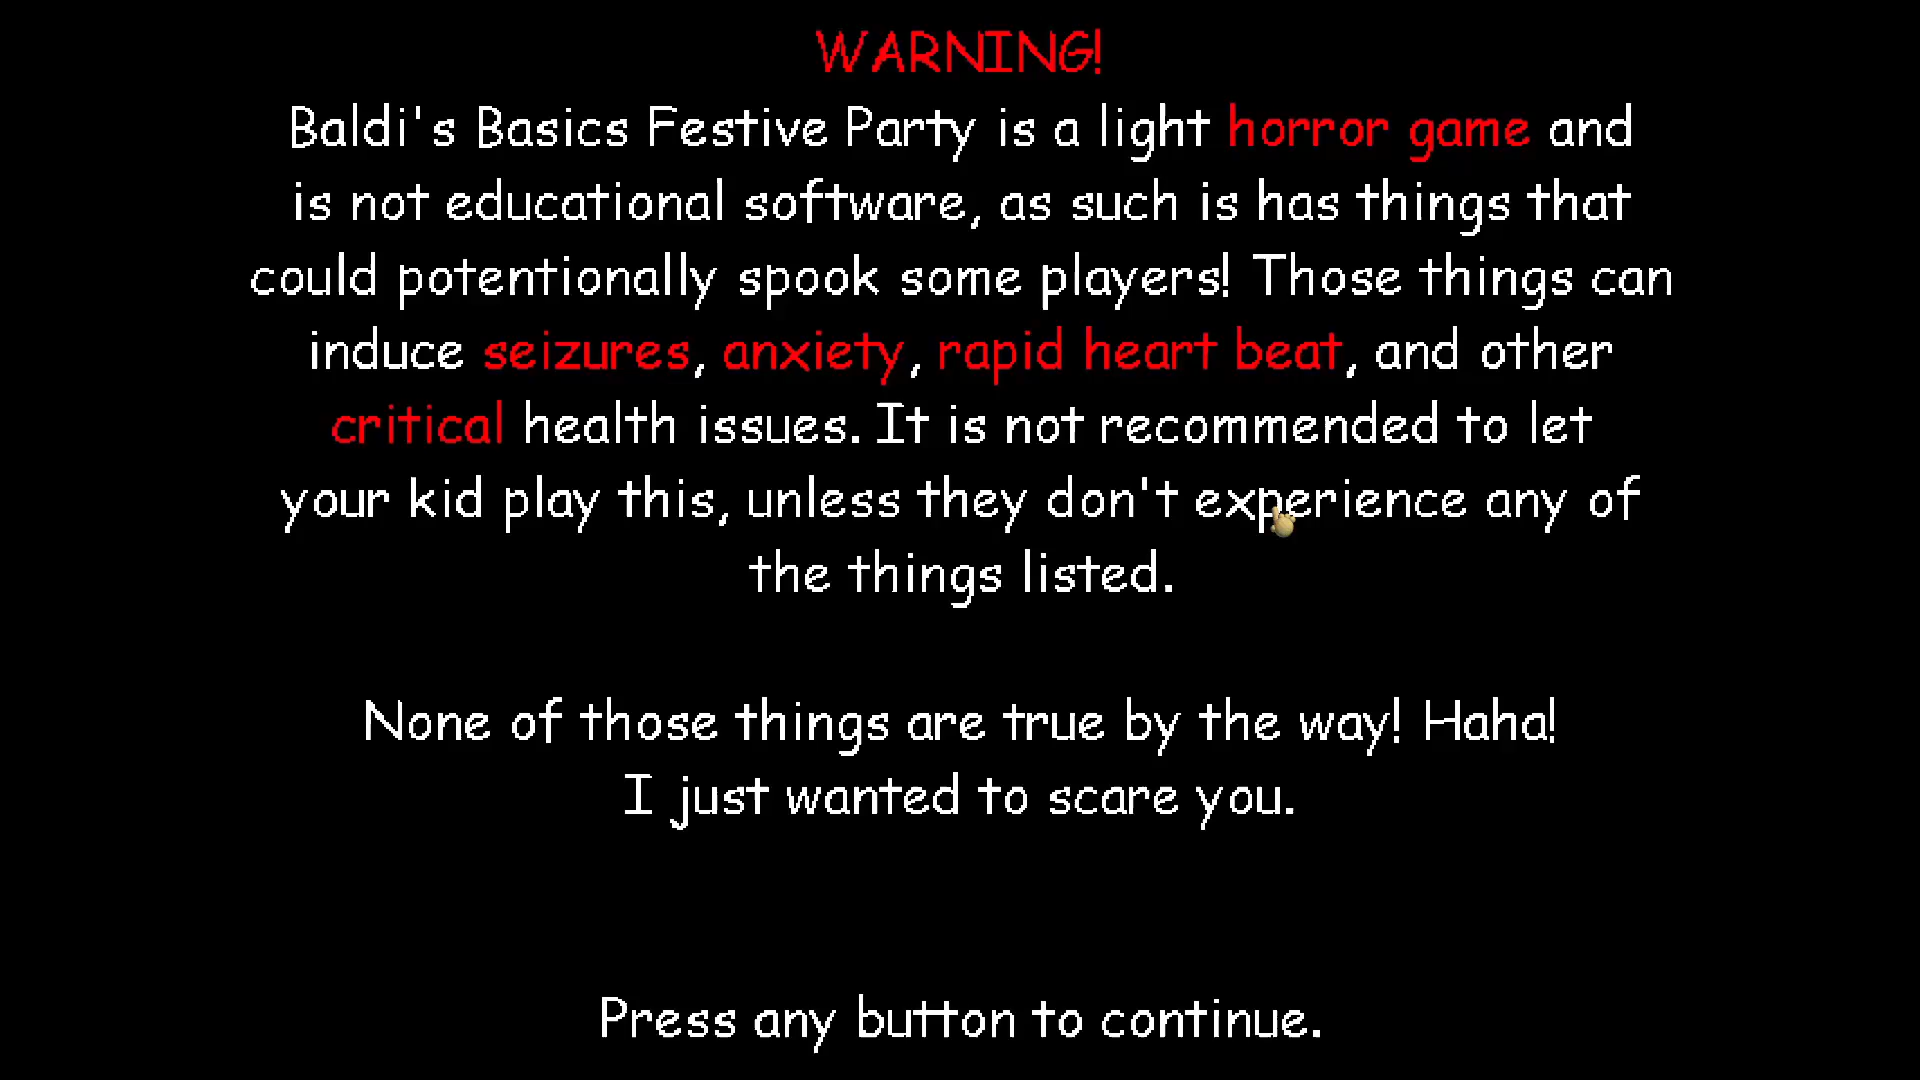 WARNING!
Baldi's Basics Festive Party is a light horror game and
is not educational software, as such is has things that
could potentionally spook some players! Those things can
induce seizures, anxiety, rapid heart beat, and other
critical health issues. It is not recommended to let
your kid play this, unless they don't experience any of
the things listed.
None of those things are true by the way! Haha!
I just wanted to scare you.
Press any button to continue.